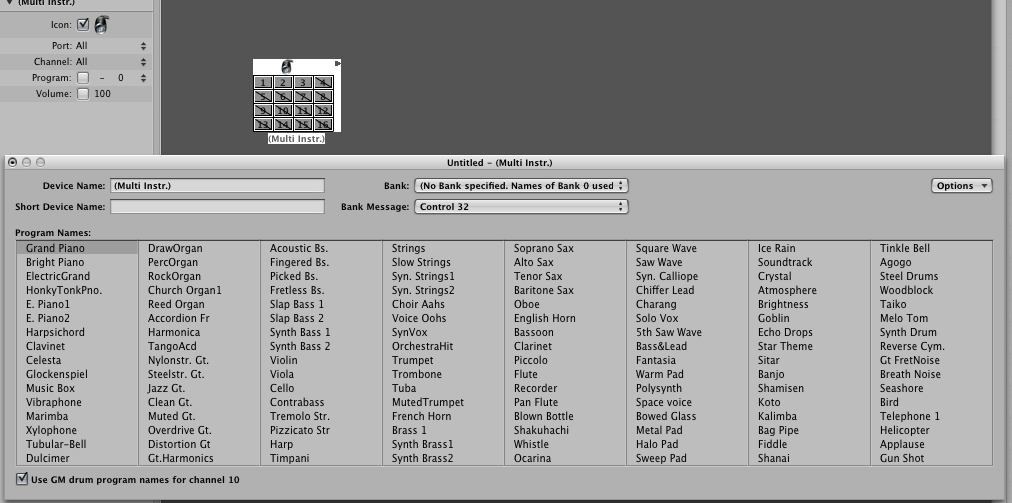 (Multi Instr.)
Icon:
Port: All
Channel: All
Program: - 0
Volume: 100
1 2 3 4
5 6 7 8
9 10 11 12
13 14 15 16
(Multi Instr.)
Untitled - (Multi Instr.)
Device Name: (Multi Instr.) Bank: (No Bank specified. Names of Bank 0 used Options
Short Device Name: Bank Message: Control 32
Program Names:
Grand Piano DrawOrgan Acoustic Bs. Strings Soprano Sax Square Wave Ice Rain Tinkle Bell
Bright Piano PercOrgan Fingered Bs. Slow Strings Alto Sax Saw Wave Soundtrack Agogo
ElectricGrand RockOrgan Picked Bs. Syn. Strings1 Tenor Sax Syn. Calliope Crystal Steel Drums
HonkyTonkPno. Church Organ1 Fretless Bs. Syn. Strings2 Baritone Sax Chiffer Lead Atmosphere Woodblock
E. Piano1 Reed Organ Slap Bass 1 Choir Aahs Oboe Charang Brightness Taiko
E. Piano2 Accordion Fr Slap Bass 2 Voice Oohs English Horn Solo Vox Goblin Melo Tom
Harpsichord Harmonica Synth Bass 1 SynVox Bassoon 5th Saw Wave Echo Drops Synth Drum
Clavinet TangoAcd Synth Bass 2 OrchestraHit Clarinet Bass&Lead Star Theme Reverse Cym.
Celesta Nylonstr. Gt. Violin Trumpet Piccolo Fantasia Sitar Gt FretNoise
Glockenspiel Steelstr. Gt. Viola Trombone Flute Warm Pad Banjo Breath Noise
Music Box Jazz Gt. Cello Tuba Recorder Polysynth Shamisen Seashore
Vibraphone Clean Gt. Contrabass MutedTrumpet Pan Flute Space voice Koto Bird
Marimba Muted Gt. Tremolo Str. French Horn Blown Bottle Bowed Glass Kalimba Telephone 1
Xylophone Overdrive Gt. Pizzicato Str Brass 1 Shakuhachi Metal Pad Bag Pipe Helicopter
Tubular-Bell Distortion Gt Harp Synth Brass1 Whistle Halo Pad Fiddle Applause
Dulcimer Gt.Harmonics Timpani Synth Brass2 Ocarina Sweep Pad Shanai Gun Shot
Use GM drum program names for channel 10